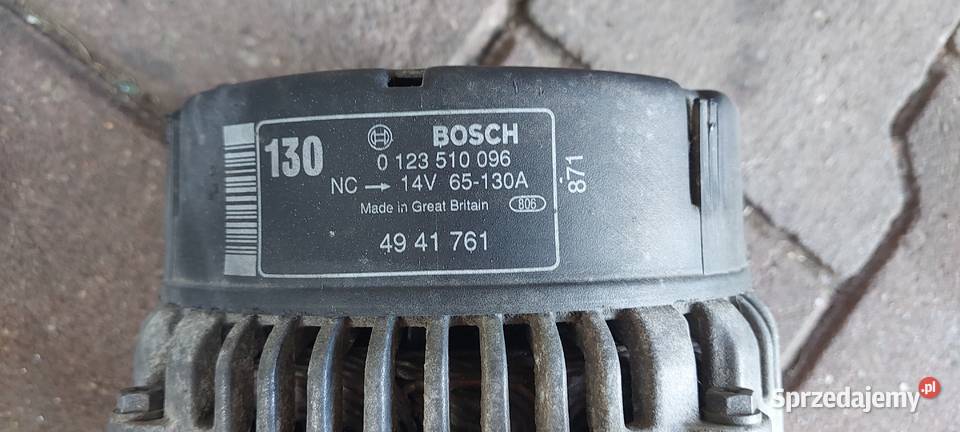 130
BOSCH
0 123 510 096
NC → 14V 65-130A
Made in Great Britain 806
49 41 761
871
Sprzedajemy.pl